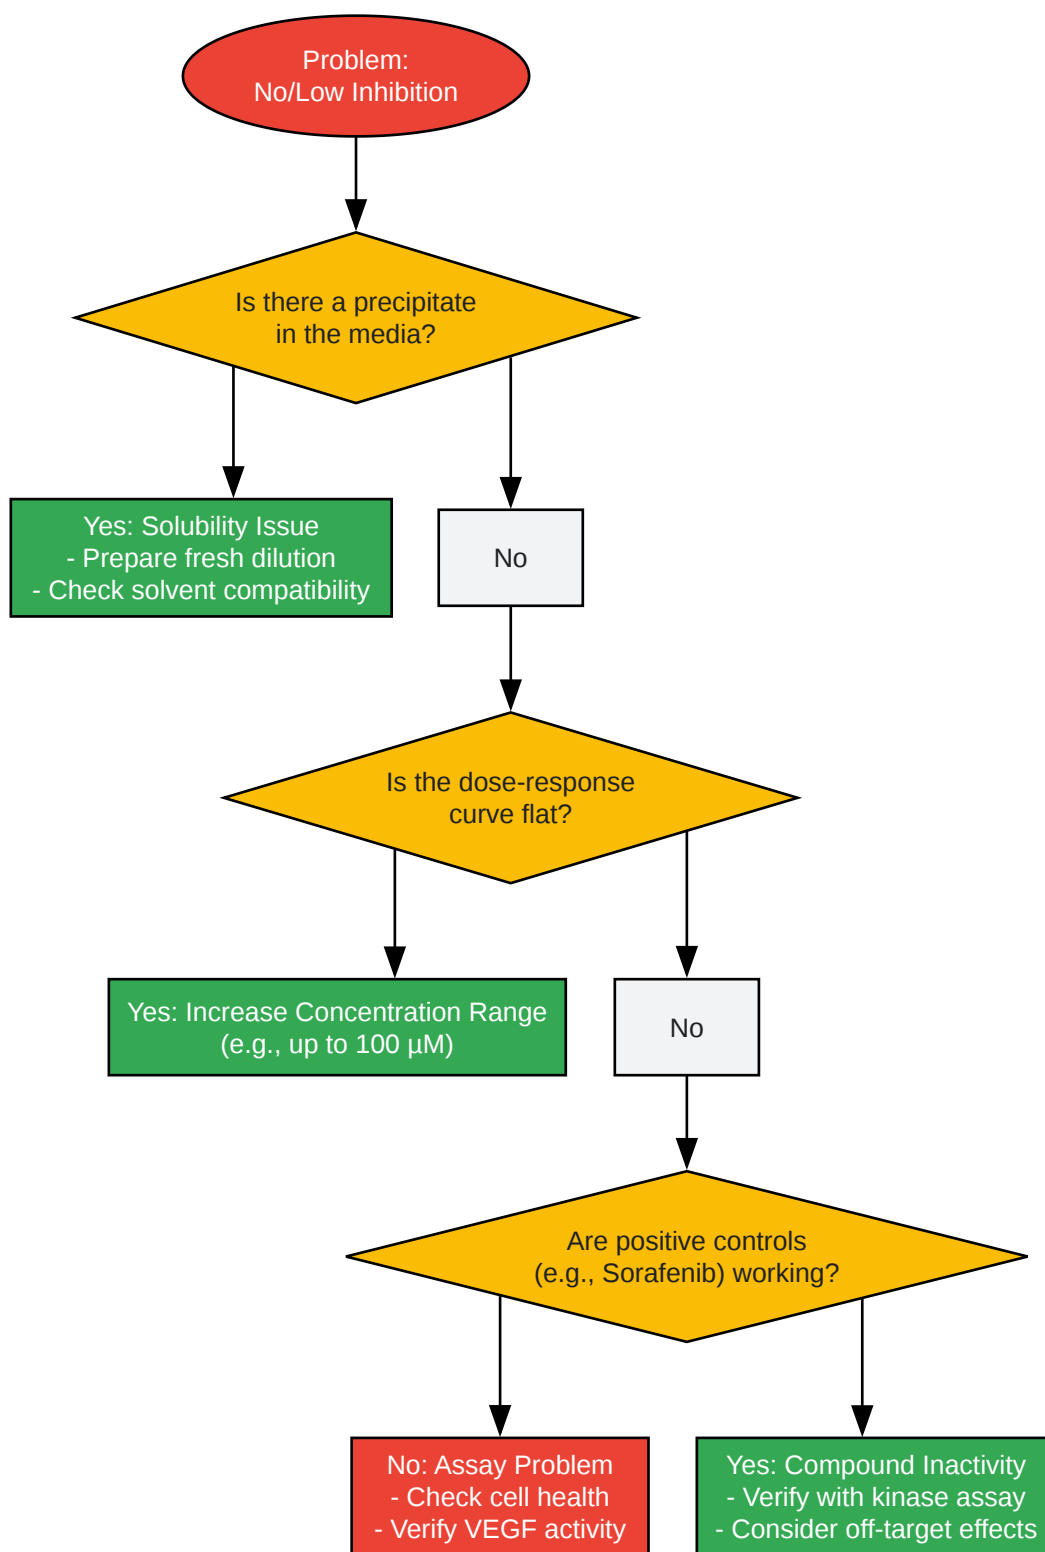 Problem:
No/Low Inhibition
Is there a precipitate
in the media?
Yes: Solubility Issue
- Prepare fresh dilution
- Check solvent compatibility
No
Is the dose-response
curve flat?
Yes: Increase Concentration Range
(e.g., up to 100 µM)
No
Are positive controls
(e.g., Sorafenib) working?
No: Assay Problem
- Check cell health
- Verify VEGF activity
Yes: Compound Inactivity
- Verify with kinase assay
- Consider off-target effects